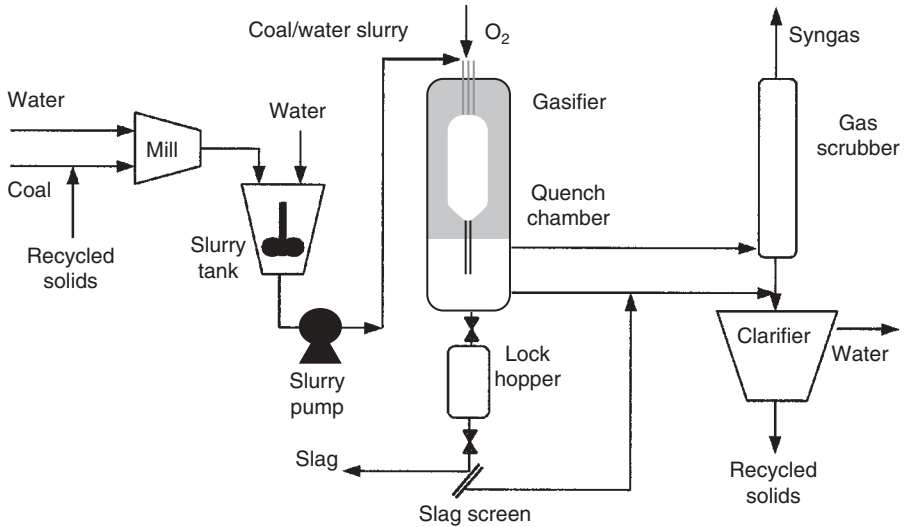 Coal/water slurry
O₂
Syngas
Water
Water
Mill
Coal
Recycled
solids
Slurry
tank
Slurry
pump
Gasifier
Quench
chamber
Gas
scrubber
Lock
hopper
Clarifier
Water
Slag
Slag screen
Recycled
solids